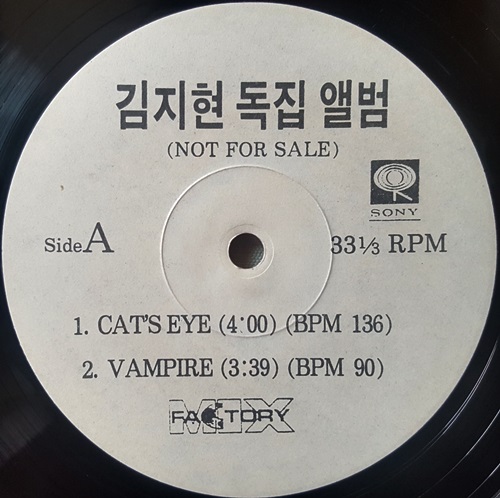 김지현 독집 앨범
(NOT FOR SALE)
SONY
Side A
33⅓ RPM
1. CAT'S EYE (4:00) (BPM 136)
2. VAMPIRE (3:39) (BPM 90)
MIX FACTORY